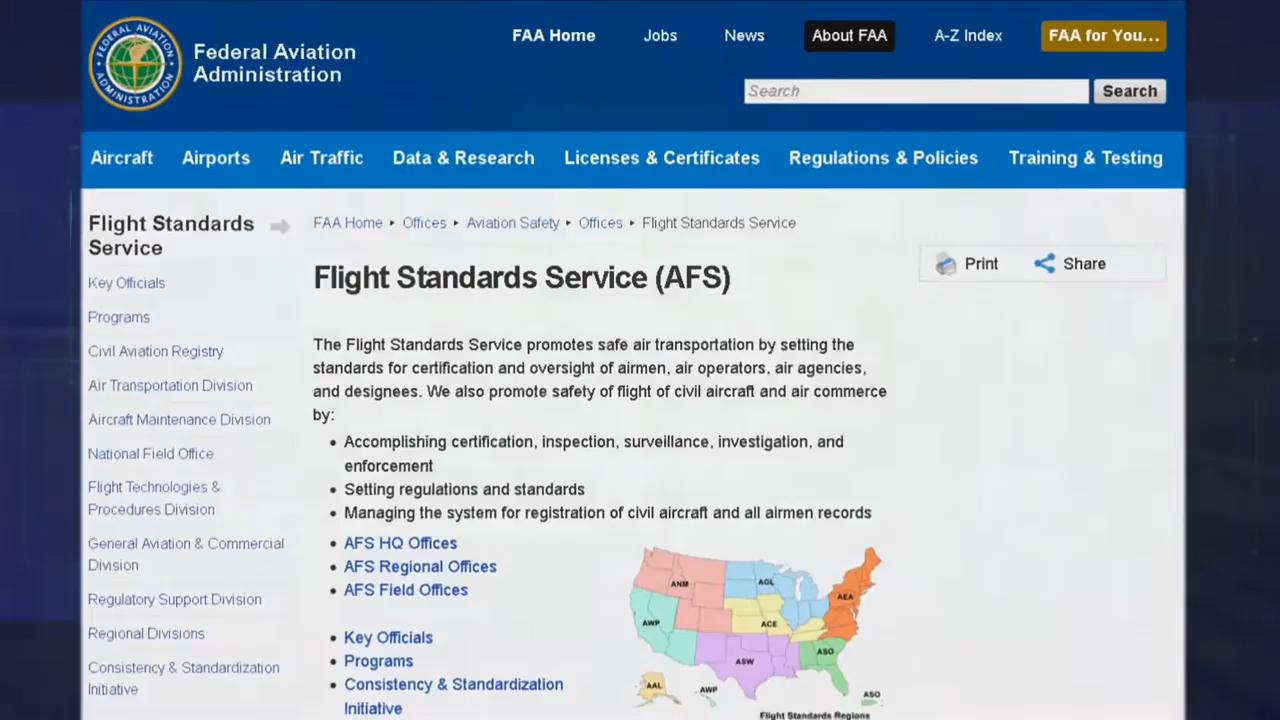 FEDERAL AVIATION
ADMINISTRATION
Federal Aviation
Administration
FAA Home
Jobs
News
About FAA
A-Z Index
FAA for You...
Search
Search
Aircraft
Airports
Air Traffic
Data & Research
Licenses & Certificates
Regulations & Policies
Training & Testing
Flight Standards
Service
Key Officials
Programs
Civil Aviation Registry
Air Transportation Division
Aircraft Maintenance Division
National Field Office
Flight Technologies &
Procedures Division
General Aviation & Commercial
Division
Regulatory Support Division
Regional Divisions
Consistency & Standardization
Initiative
FAA Home ▸ Offices ▸ Aviation Safety ▸ Offices ▸ Flight Standards Service
Print
Share
Flight Standards Service (AFS)
The Flight Standards Service promotes safe air transportation by setting the
standards for certification and oversight of airmen, air operators, air agencies,
and designees. We also promote safety of flight of civil aircraft and air commerce
by:
• Accomplishing certification, inspection, surveillance, investigation, and
enforcement
• Setting regulations and standards
• Managing the system for registration of civil aircraft and all airmen records
• AFS HQ Offices
• AFS Regional Offices
• AFS Field Offices
• Key Officials
• Programs
• Consistency & Standardization
Initiative
ANM
AGL
AEA
AWP
ACE
ASO
ASW
AAL
AWP
ASO
Flight Standards Regions